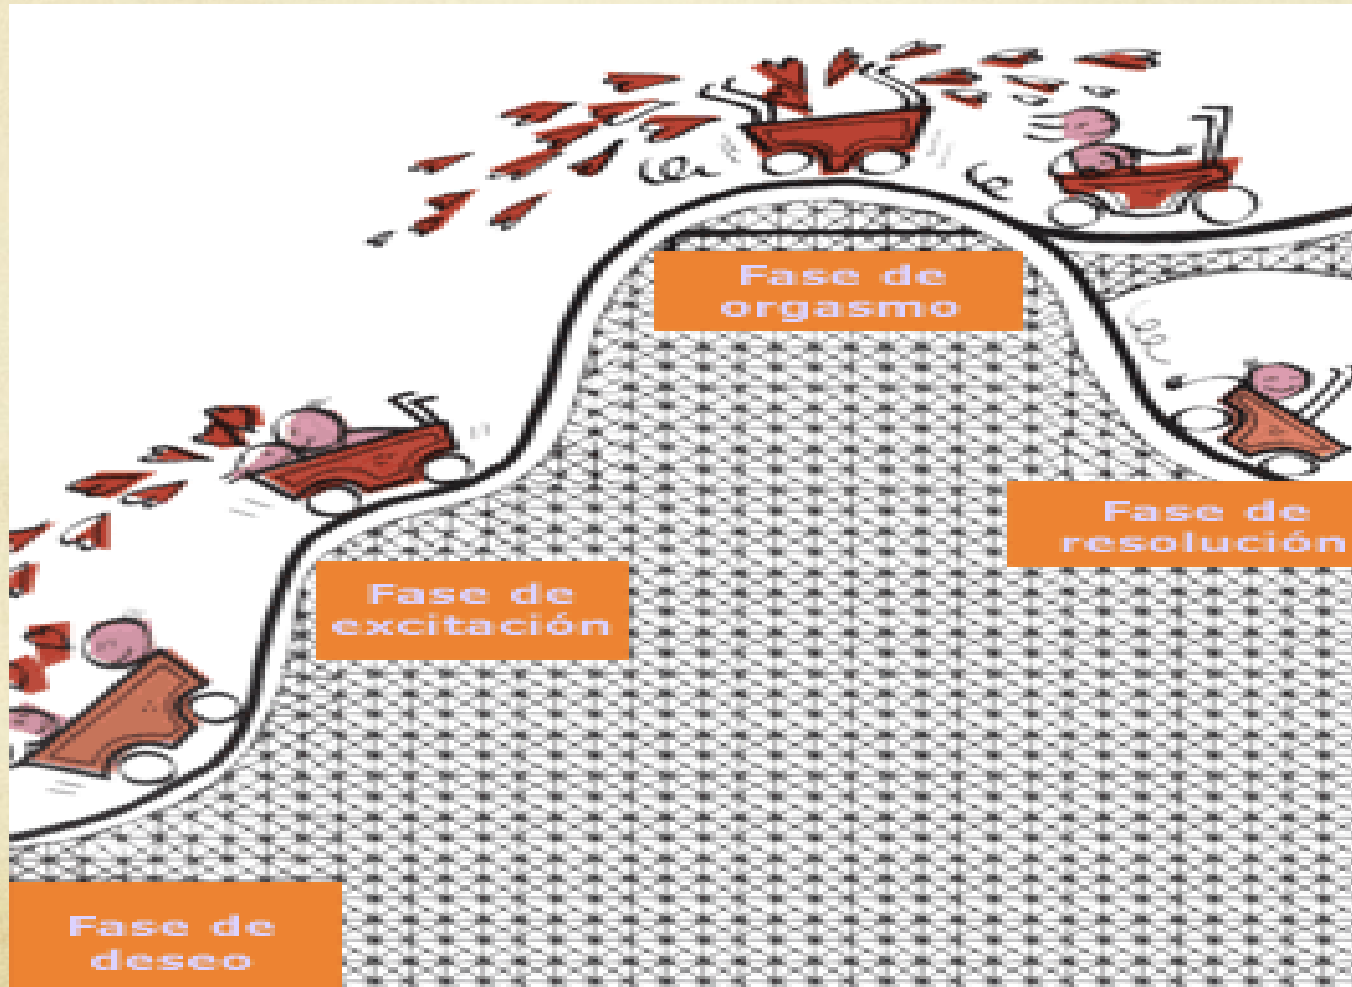 Fase de
orgasmo
Fase de
resolución
Fase de
excitación
Fase de
deseo